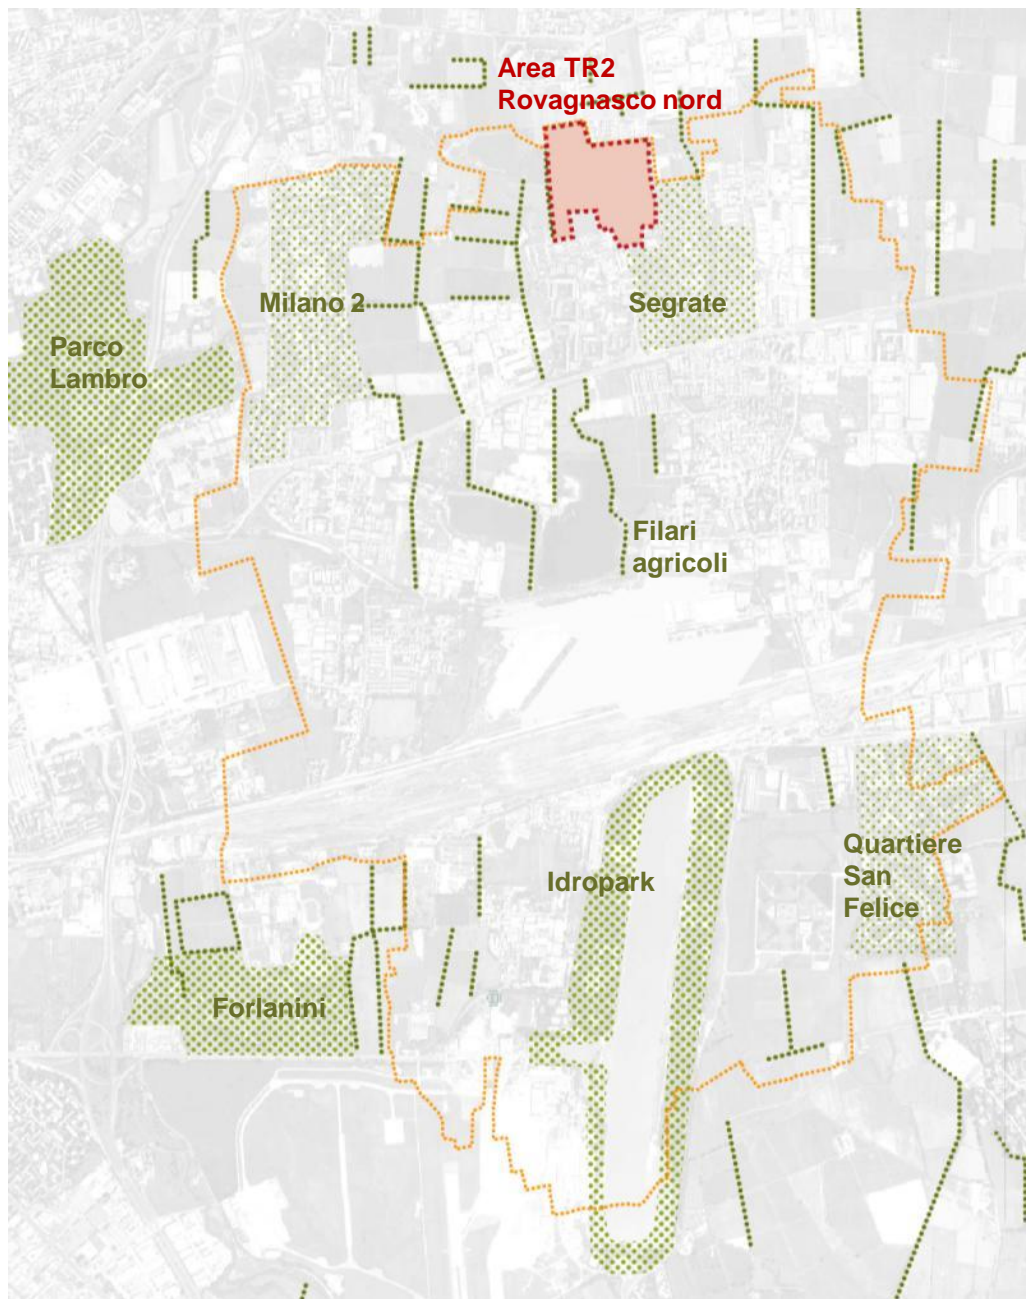 Area TR2
Rovagnasco nord
Milano 2
Segrate
Parco
Lambro
Filari
agricoli
Quartiere
San
Felice
Idropark
Forlanini